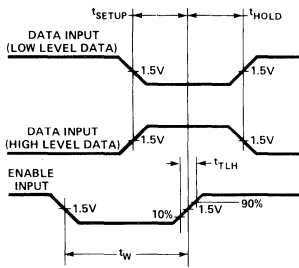 tSETUP
tHOLD
DATA INPUT
(LOW LEVEL DATA)
1.5V
1.5V
DATA INPUT
(HIGH LEVEL DATA)
1.5V
1.5V
tTLH
ENABLE
INPUT
1.5V
10%
1.5V
90%
tW